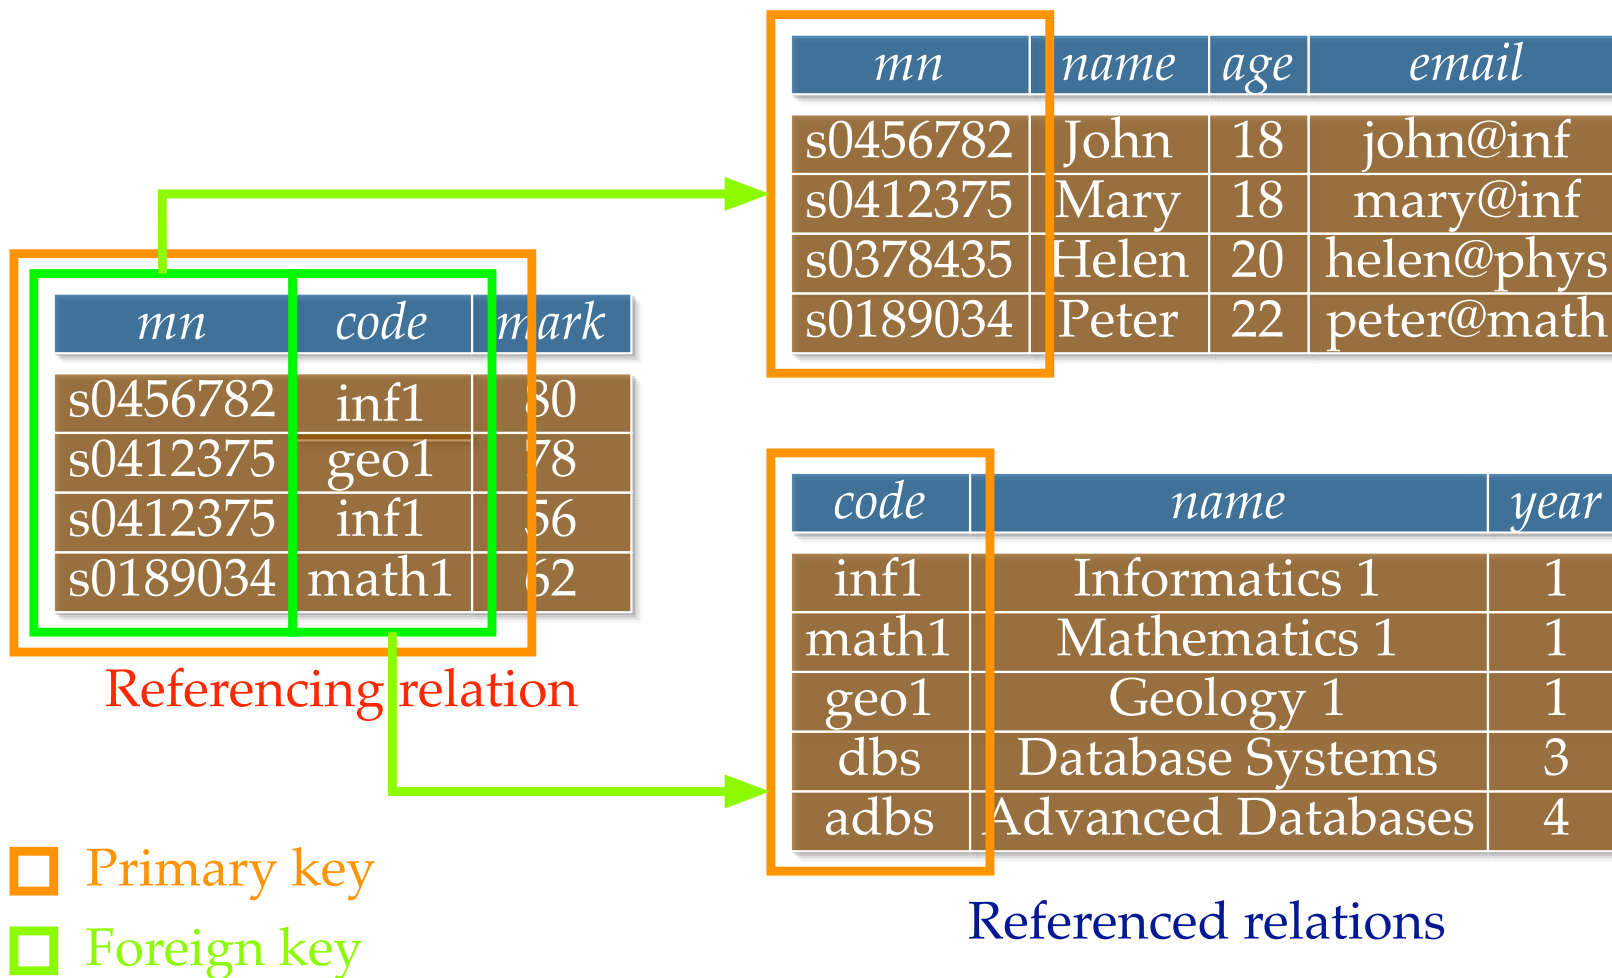 mn name age email
s0456782 John 18 john@inf
s0412375 Mary 18 mary@inf
s0378435 Helen 20 helen@phys
s0189034 Peter 22 peter@math
mn code mark
s0456782 inf1 80
s0412375 geo1 78
s0412375 inf1 56
s0189034 math1 62
Referencing relation
code name year
inf1 Informatics 1 1
math1 Mathematics 1 1
geo1 Geology 1 1
dbs Database Systems 3
adbs Advanced Databases 4
Referenced relations
Primary key
Foreign key